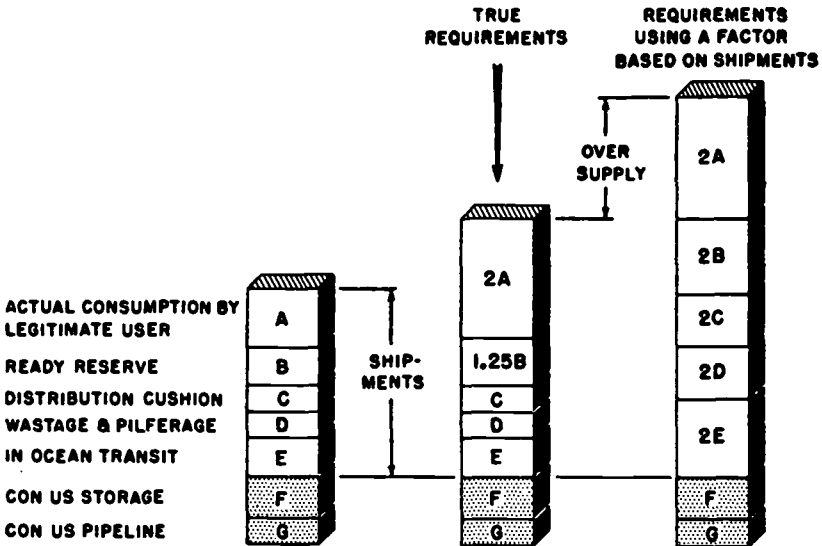 TRUE
REQUIREMENTS
REQUIREMENTS
USING A FACTOR
BASED ON SHIPMENTS
OVER
SUPPLY
ACTUAL CONSUMPTION BY
LEGITIMATE USER
READY RESERVE
DISTRIBUTION CUSHION
WASTAGE & PILFERAGE
IN OCEAN TRANSIT
CON US STORAGE
CON US PIPELINE
A
B
C
D
E
F
G
SHIP-
MENTS
2A
1.25B
C
D
E
F
G
2A
2B
2C
2D
2E
F
G